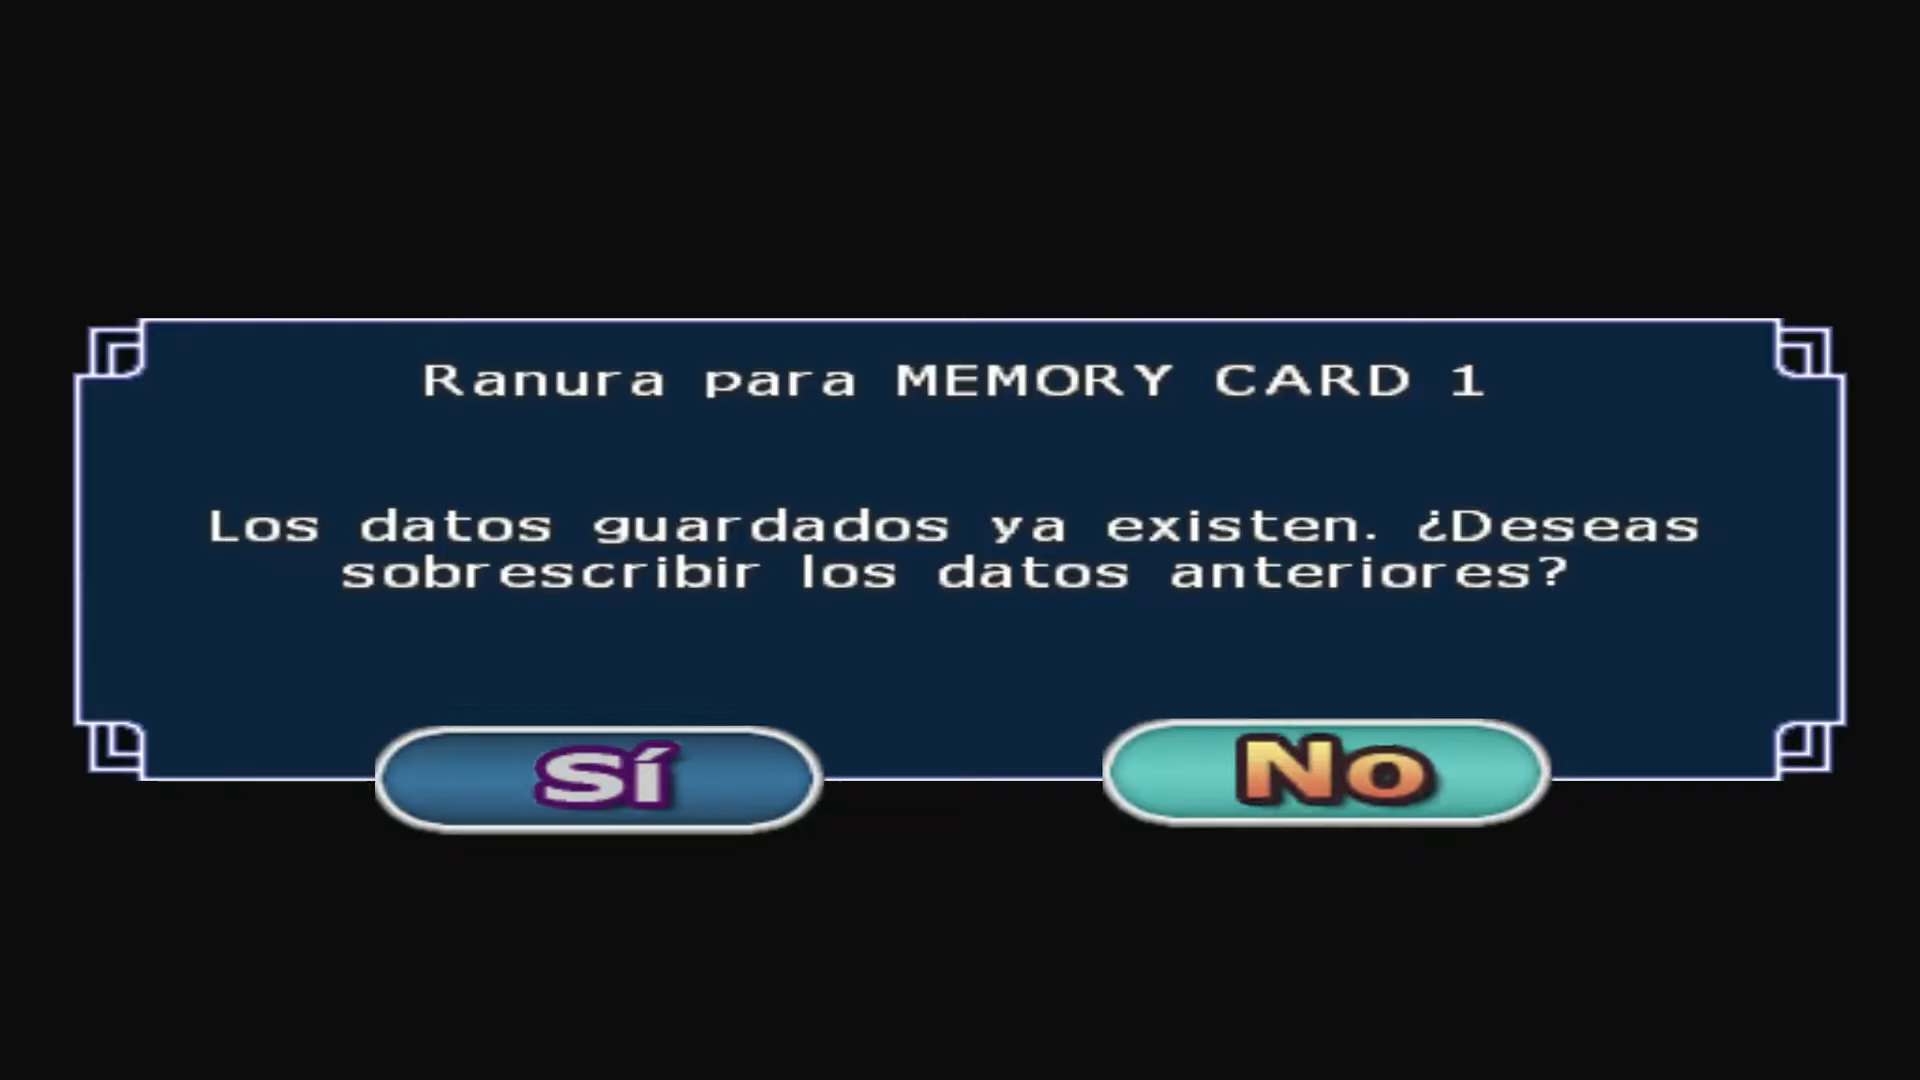 Ranura para MEMORY CARD 1
Los datos guardados ya existen. ¿Deseas
sobrescribir los datos anteriores?
Sí
No